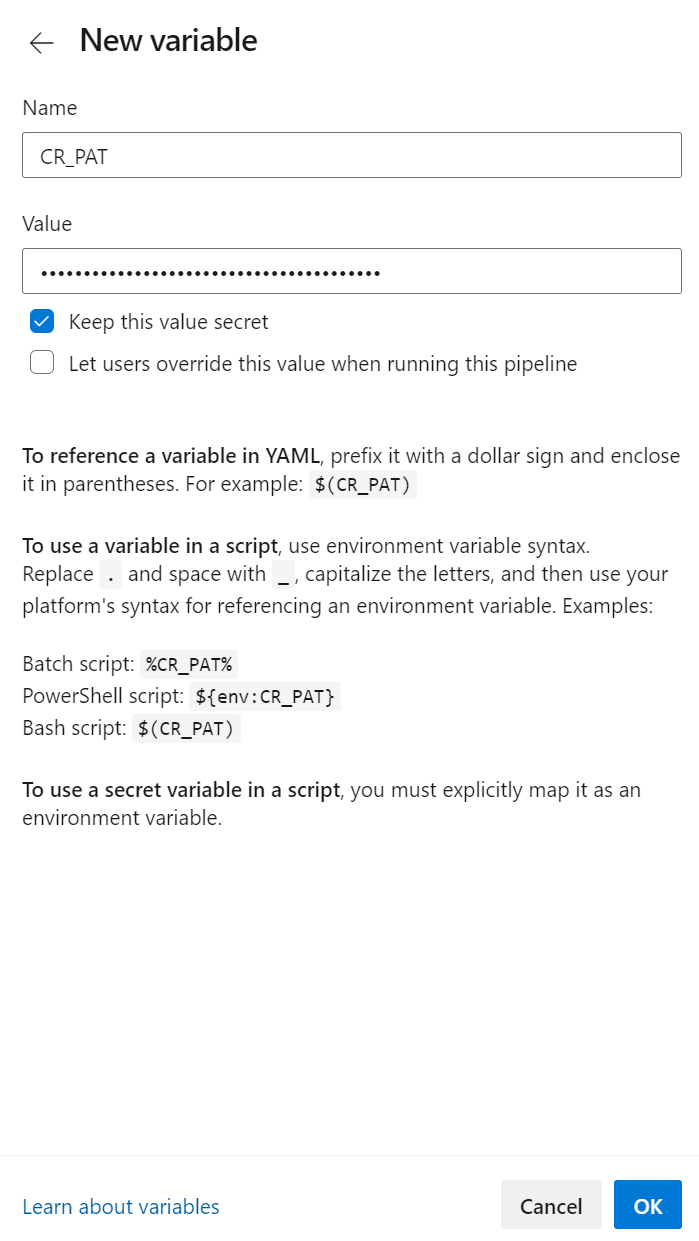 New variable
Name
CR_PAT
Value
••••••••••••••••••••••••••••••••••••••••
Keep this value secret
Let users override this value when running this pipeline
To reference a variable in YAML, prefix it with a dollar sign and enclose
it in parentheses. For example: $(CR_PAT)
To use a variable in a script, use environment variable syntax.
Replace . and space with _, capitalize the letters, and then use your
platform's syntax for referencing an environment variable. Examples:
Batch script: %CR_PAT%
PowerShell script: ${env:CR_PAT}
Bash script: $(CR_PAT)
To use a secret variable in a script, you must explicitly map it as an
environment variable.
Learn about variables
Cancel
OK